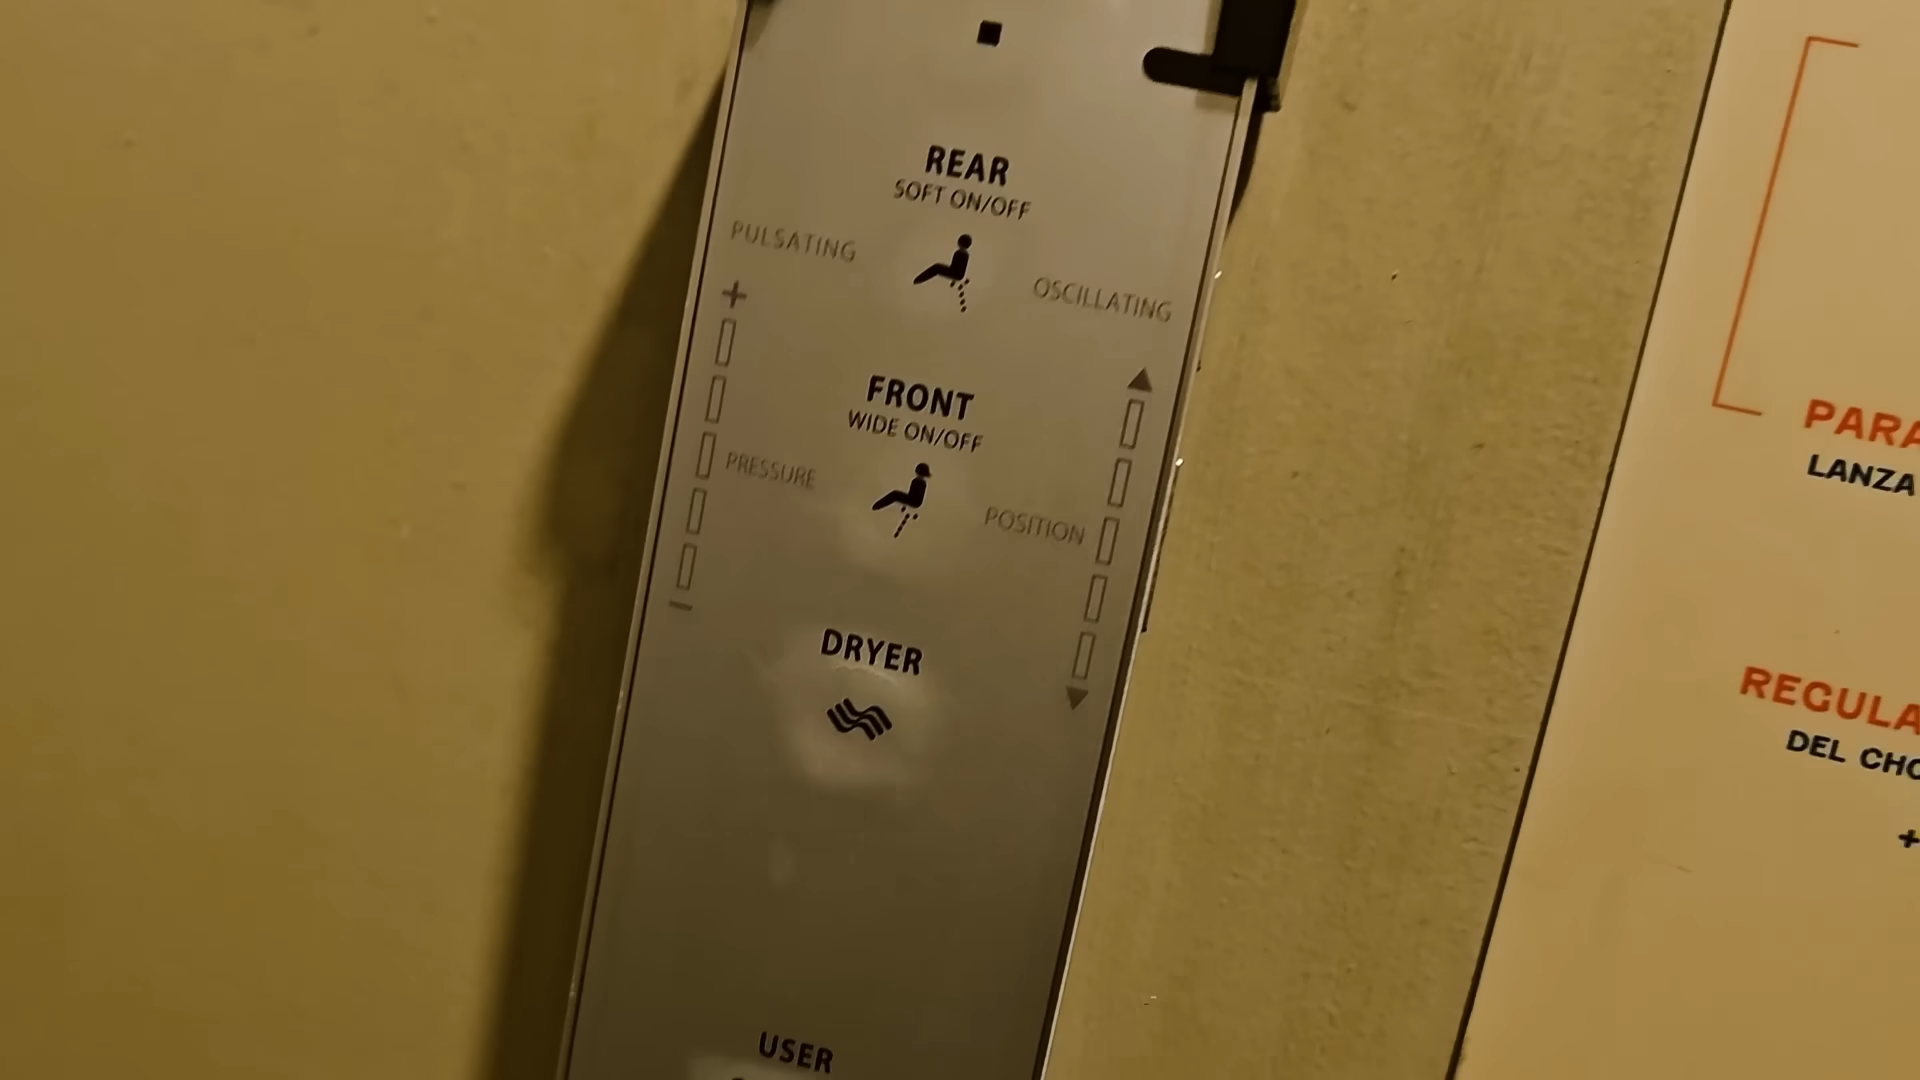 REAR
SOFT ON/OFF
PULSATING
OSCILLATING
+
FRONT
WIDE ON/OFF
PRESSURE
POSITION
–
DRYER
USER
PARA
LANZA
REGULA
DEL CHO
+